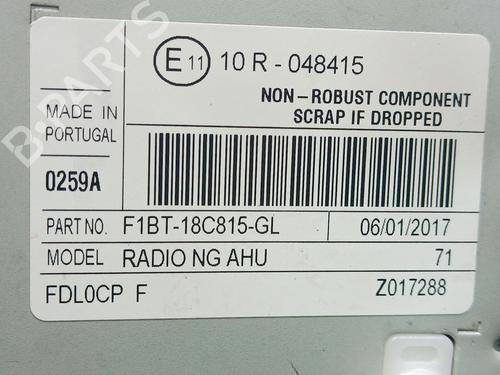 E 11 10 R - 048415
NON-ROBUST COMPONENT
SCRAP IF DROPPED
MADE IN
PORTUGAL
0259A
PART NO. F1BT-18C815-GL 06/01/2017
MODEL RADIO NG AHU 71
FDL0CP F Z017288
B-PARTS